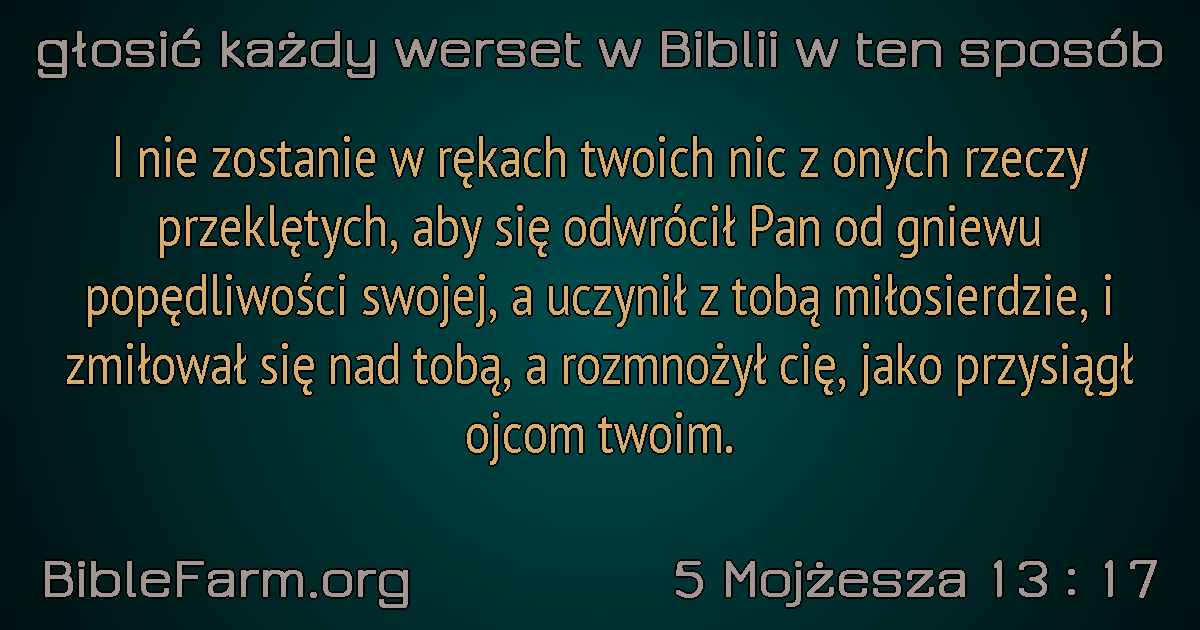 głosić każdy werset w Biblii w ten sposób
I nie zostanie w rękach twoich nic z onych rzeczy
przeklętych, aby się odwrócił Pan od gniewu
popędliwości swojej, a uczynił z tobą miłosierdzie, i
zmiłował się nad tobą, a rozmnożył cię, jako przysiągł
ojcom twoim.
BibleFarm.org
5 Mojżesza 13 : 17